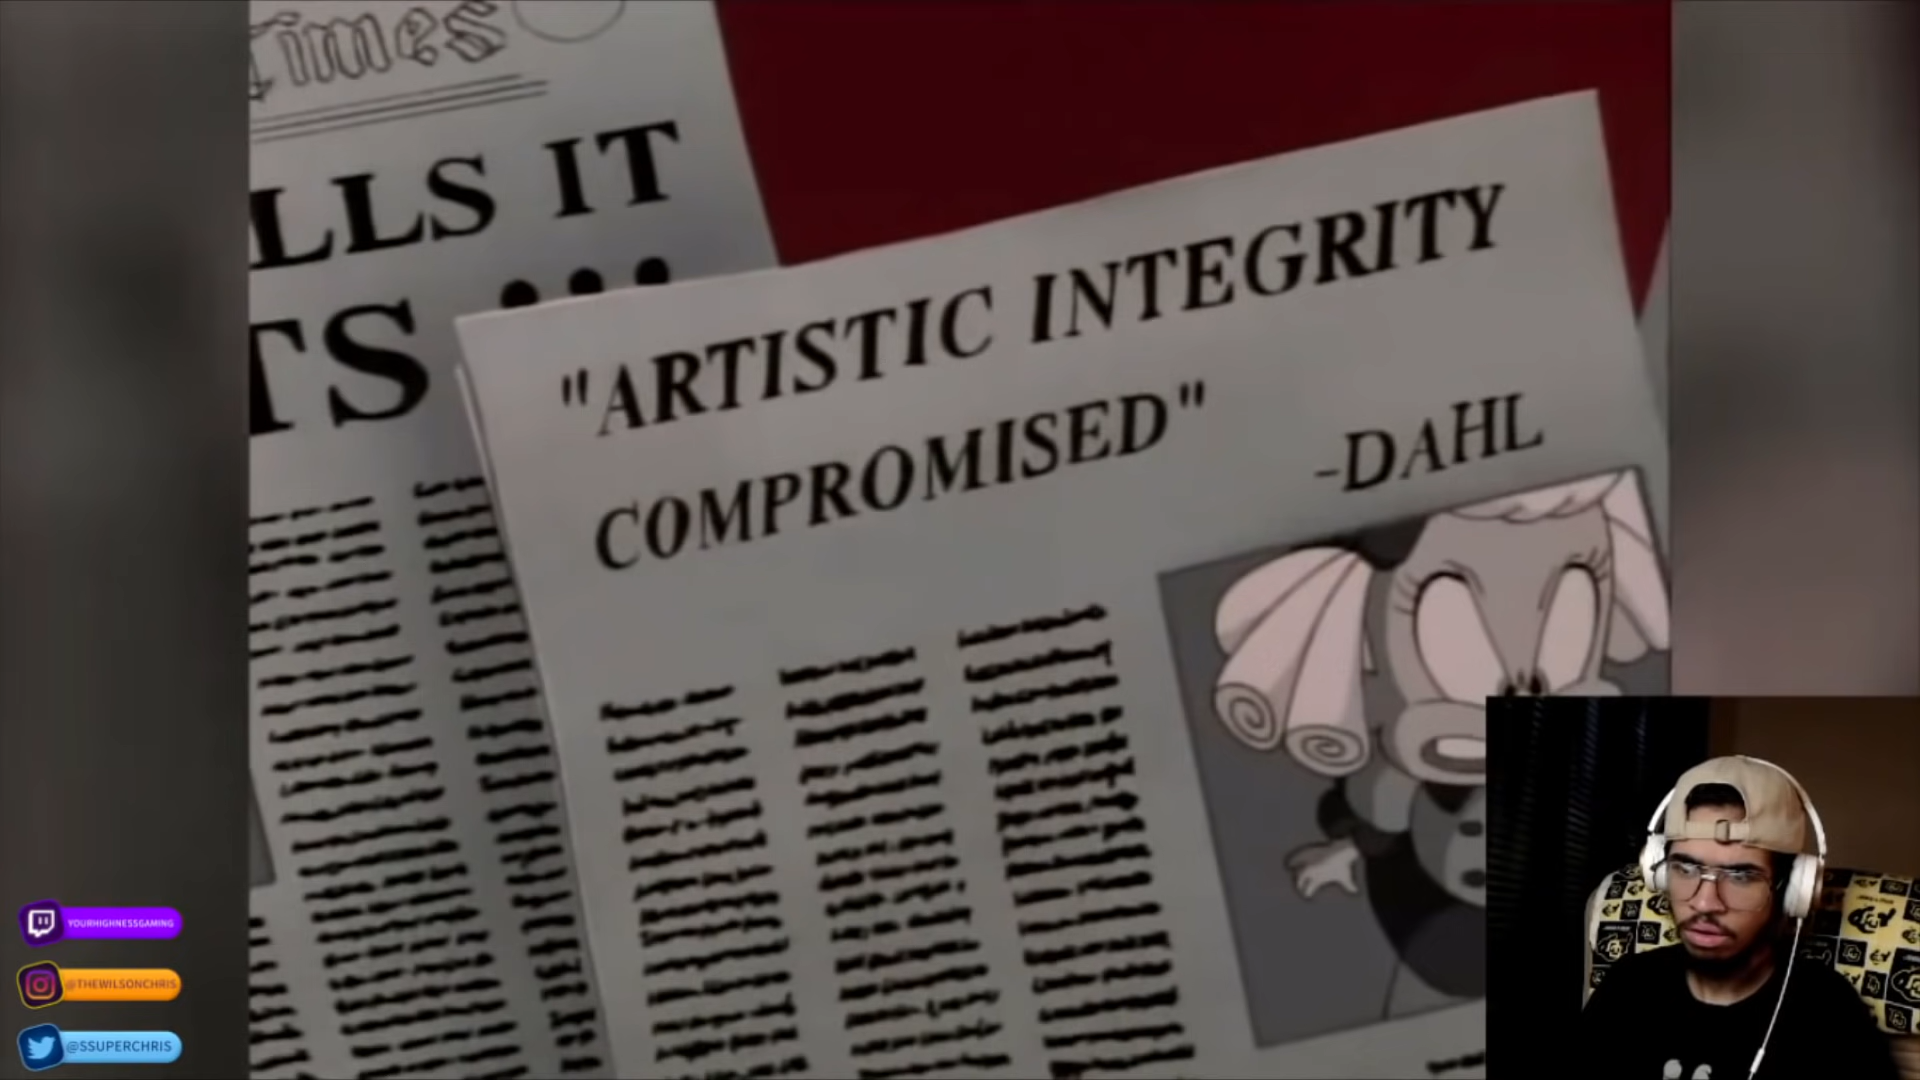 Times
LLS IT
TS ...
"ARTISTIC INTEGRITY
COMPROMISED"
-DAHL
YOURHIGHNESSGAMING
@THEWILSONCHRIS
@SSUPERCHRIS